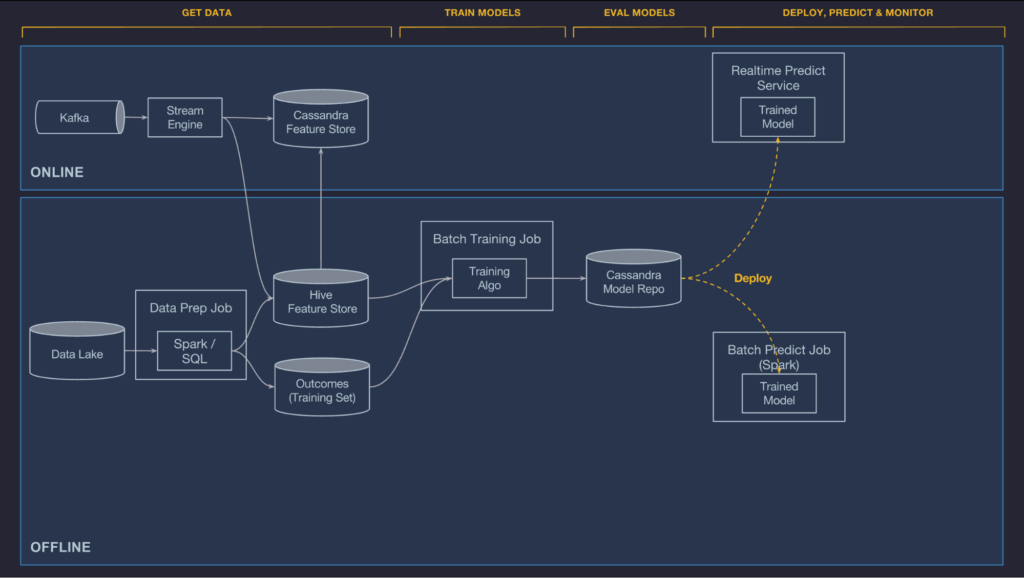 GET DATA
TRAIN MODELS
EVAL MODELS
DEPLOY, PREDICT & MONITOR
Kafka
Stream
Engine
Cassandra
Feature Store
Realtime Predict
Service
Trained
Model
ONLINE
Data Lake
Data Prep Job
Spark /
SQL
Hive
Feature Store
Outcomes
(Training Set)
Batch Training Job
Training
Algo
Cassandra
Model Repo
Deploy
Batch Predict Job
(Spark)
Trained
Model
OFFLINE